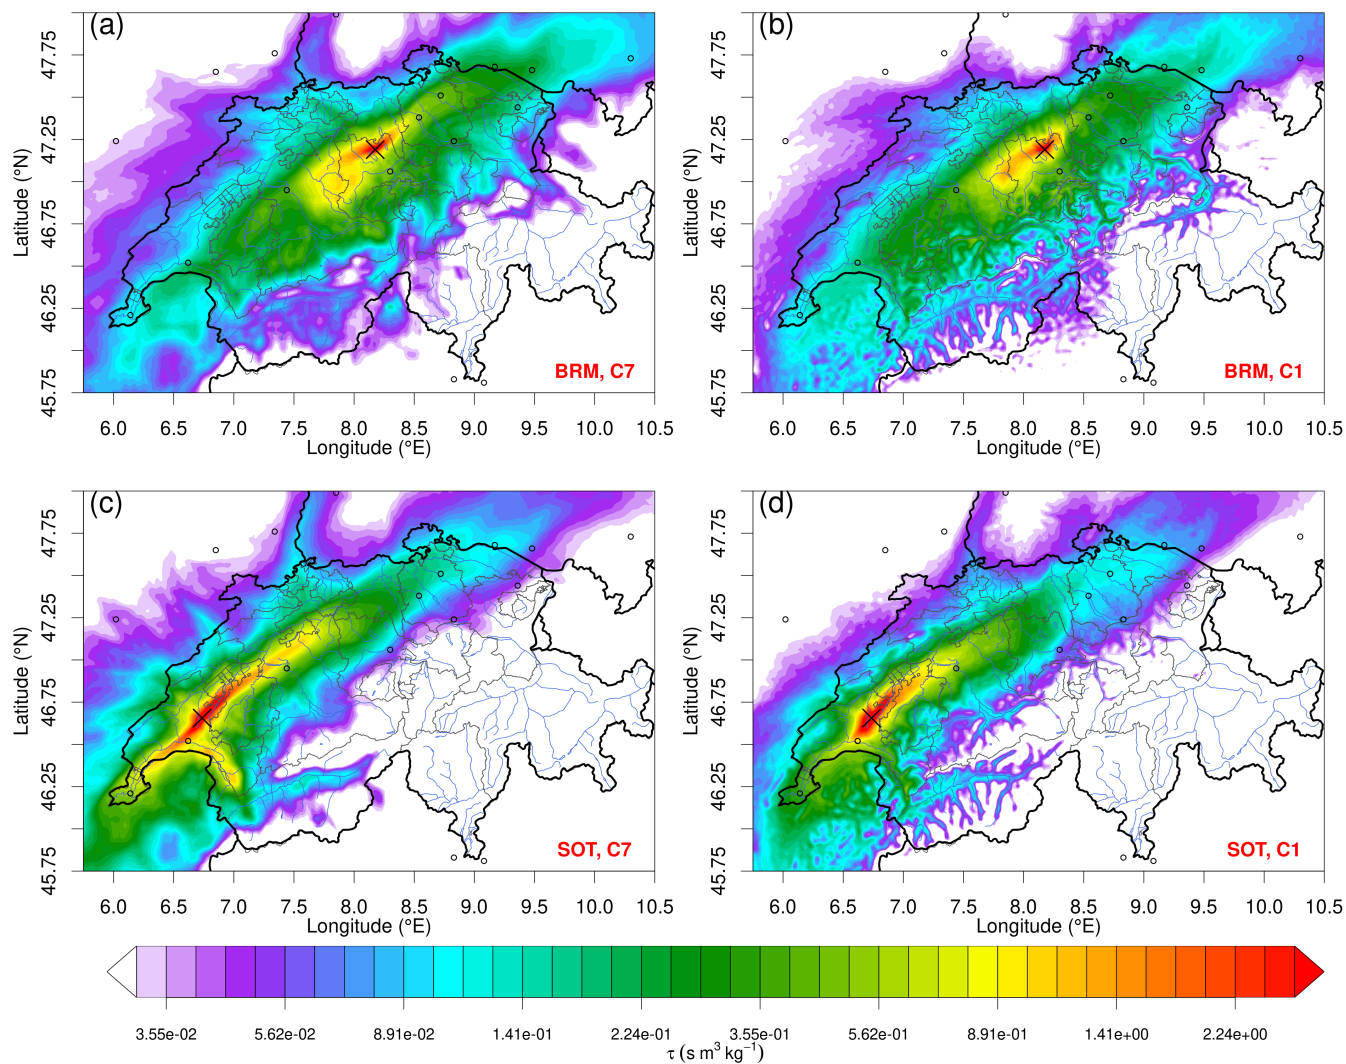 (a)
(b)
47.75
47.25
46.75
46.25
45.75
Latitude (°N)
BRM, C7
6.0 6.5 7.0 7.5 8.0 8.5 9.0 9.5 10.0 10.5
Longitude (°E)
47.75
47.25
46.75
46.25
45.75
Latitude (°N)
BRM, C1
6.0 6.5 7.0 7.5 8.0 8.5 9.0 9.5 10.0 10.5
Longitude (°E)
(c)
(d)
47.75
47.25
46.75
46.25
45.75
Latitude (°N)
SOT, C7
6.0 6.5 7.0 7.5 8.0 8.5 9.0 9.5 10.0 10.5
Longitude (°E)
47.75
47.25
46.75
46.25
45.75
Latitude (°N)
SOT, C1
6.0 6.5 7.0 7.5 8.0 8.5 9.0 9.5 10.0 10.5
Longitude (°E)
3.55e-02 5.62e-02 8.91e-02 1.41e-01 2.24e-01 3.55e-01 5.62e-01 8.91e-01 1.41e+00 2.24e+00
τ (s m³ kg⁻¹)